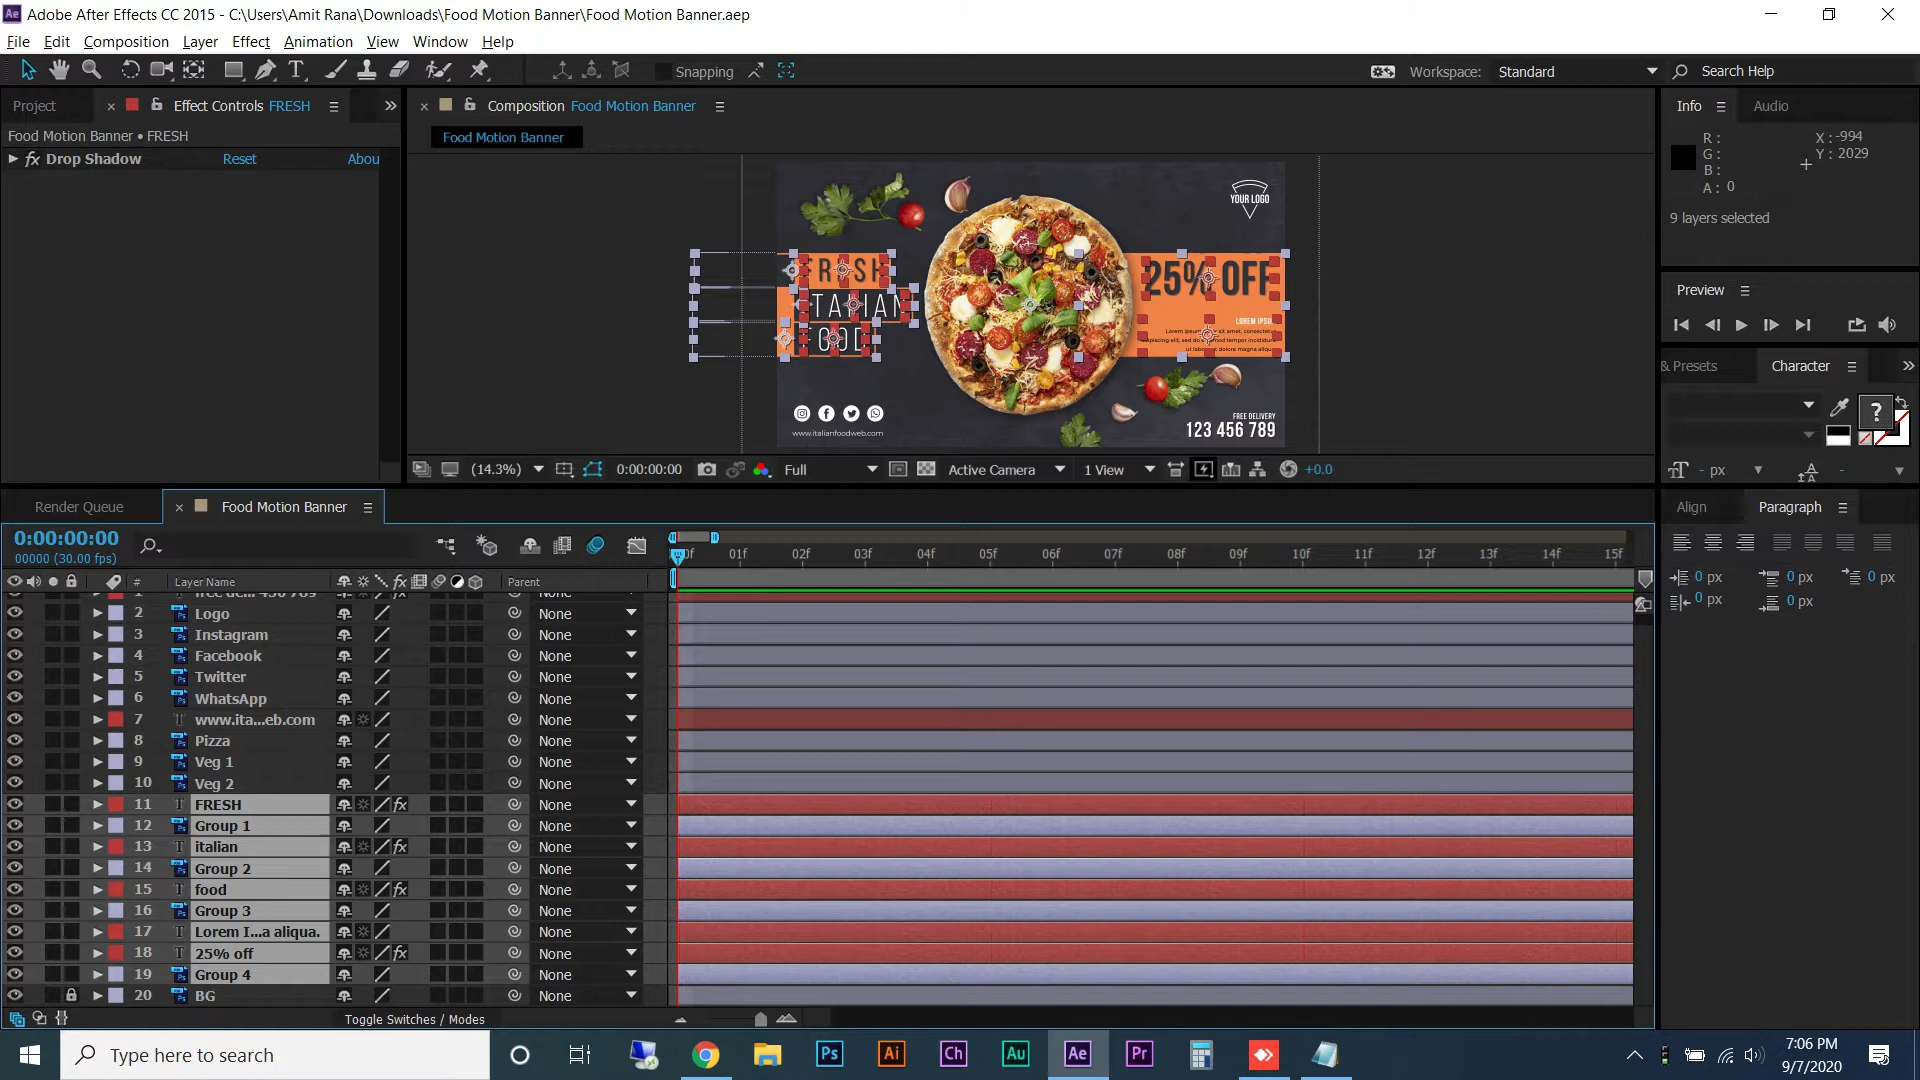 Adobe After Effects CC 2015 - C:\Users\Amit Rana\Downloads\Food Motion Banner\Food Motion Banner.aep
File Edit Composition Layer Effect Animation View Window Help
Snapping
Workspace: Standard
Search Help
Project
Effect Controls FRESH
Food Motion Banner • FRESH
Drop Shadow Reset Abou
Composition Food Motion Banner
Food Motion Banner
YOUR LOGO
25% OFF
www.italianfoodweb.com
FREE DELIVERY
123 456 789
(14.3%) 0:00:00:00 Full Active Camera 1 View +0.0
Info Audio
R :
G :
B :
A : 0
X : -994
Y : 2029
9 layers selected
Preview
& Presets Character
?
- px -
Align Paragraph
0 px 0 px 0 px
0 px 0 px
Render Queue
Food Motion Banner
0:00:00:00
00000 (30.00 fps)
01f 02f 03f 04f 05f 06f 07f 08f 09f 10f 11f 12f 13f 14f 15f
# Layer Name Parent
2 Logo None
3 Instagram None
4 Facebook None
5 Twitter None
6 WhatsApp None
7 www.ita...eb.com None
8 Pizza None
9 Veg 1 None
10 Veg 2 None
11 FRESH None
12 Group 1 None
13 italian None
14 Group 2 None
15 food None
16 Group 3 None
17 Lorem I...a aliqua. None
18 25% off None
19 Group 4 None
20 BG None
Toggle Switches / Modes
Type here to search
Ps Ai Ch Au Ae Pr
7:06 PM
9/7/2020